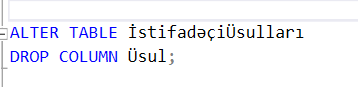 ALTER TABLE İstifadəçiÜsulları
DROP COLUMN Üsul;